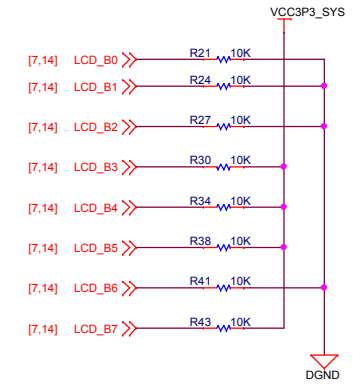 VCC3P3_SYS
[7,14] LCD_B0 R21 10K
[7,14] LCD_B1 R24 10K
[7,14] LCD_B2 R27 10K
[7,14] LCD_B3 R30 10K
[7,14] LCD_B4 R34 10K
[7,14] LCD_B5 R38 10K
[7,14] LCD_B6 R41 10K
[7,14] LCD_B7 R43 10K
DGND